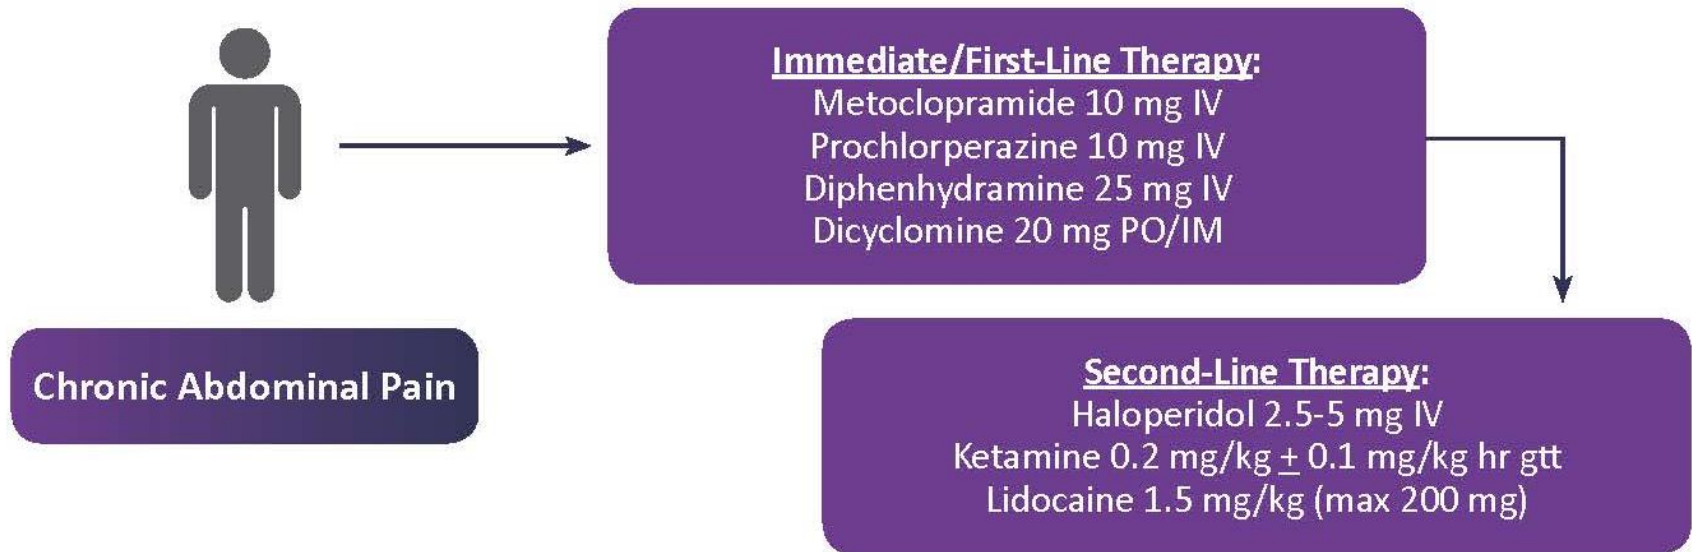 Chronic Abdominal Pain
Immediate/First-Line Therapy:
Metoclopramide 10 mg IV
Prochlorperazine 10 mg IV
Diphenhydramine 25 mg IV
Dicyclomine 20 mg PO/IM
Second-Line Therapy:
Haloperidol 2.5-5 mg IV
Ketamine 0.2 mg/kg ± 0.1 mg/kg hr gtt
Lidocaine 1.5 mg/kg (max 200 mg)